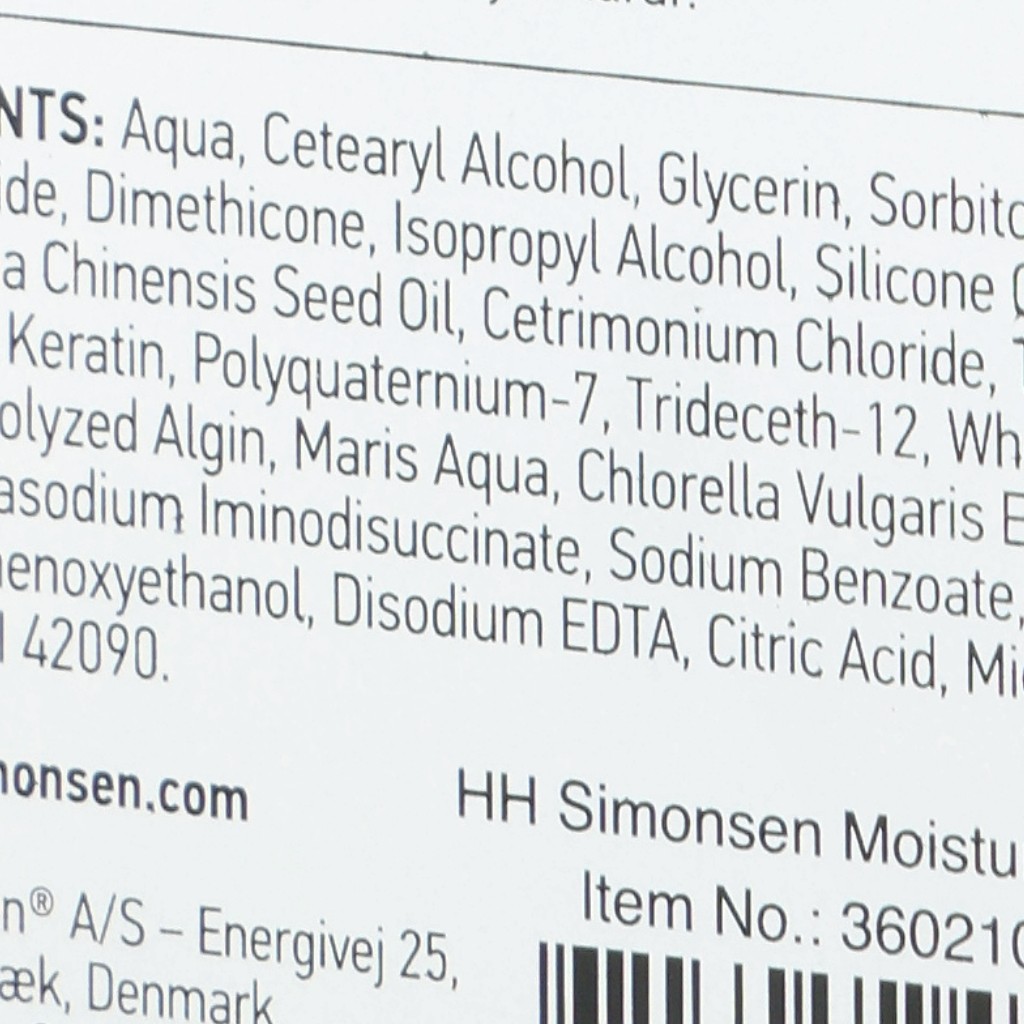 NTS: Aqua, Cetearyl Alcohol, Glycerin, Sorbito
ide, Dimethicone, Isopropyl Alcohol, Silicone
a Chinensis Seed Oil, Cetrimonium Chloride,
Keratin, Polyquaternium-7, Trideceth-12, Wh
olyzed Algin, Maris Aqua, Chlorella Vulgaris E
asodium Iminodisuccinate, Sodium Benzoate,
enoxyethanol, Disodium EDTA, Citric Acid, Mi
42090.
monsen.com
HH Simonsen Moistu
Item No.: 36021
n® A/S – Energivej 25,
æk, Denmark